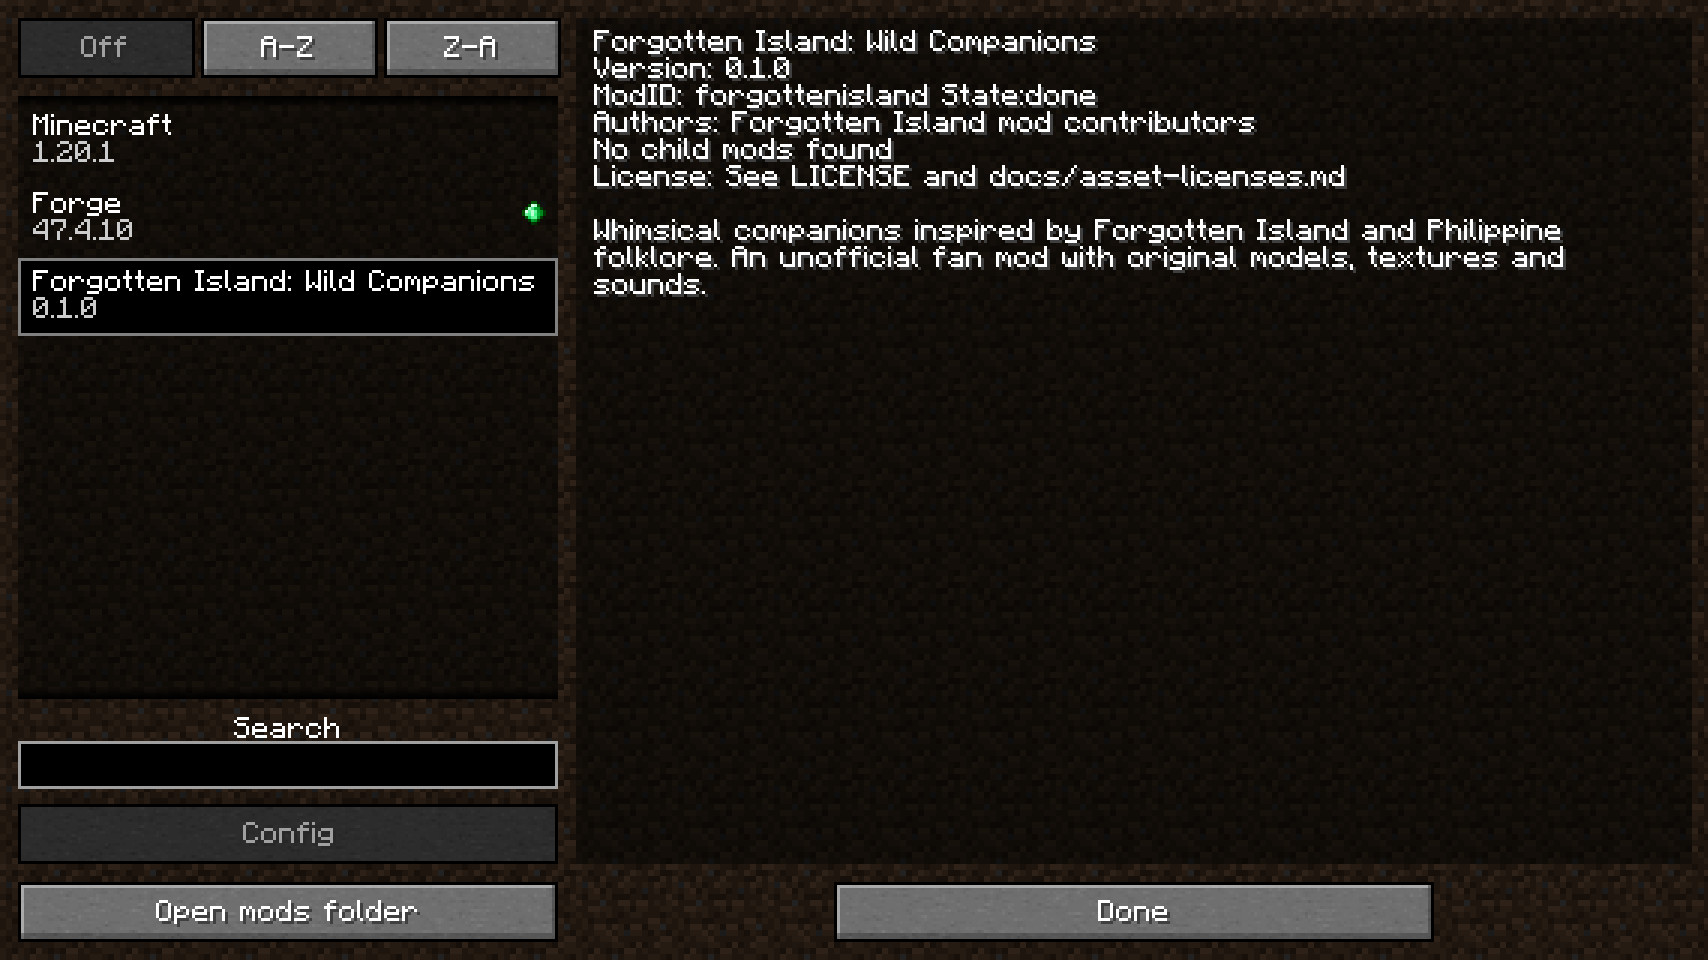 Off
A-Z
Z-A
Minecraft
1.20.1
Forge
47.4.10
Forgotten Island: Wild Companions
0.1.0
Search
Config
Open mods folder
Forgotten Island: Wild Companions
Version: 0.1.0
ModID: forgottenisland State:done
Authors: Forgotten Island mod contributors
No child mods found
License: See LICENSE and docs/asset-licenses.md
Whimsical companions inspired by Forgotten Island and Philippine
folklore. An unofficial fan mod with original models, textures and
sounds.
Done